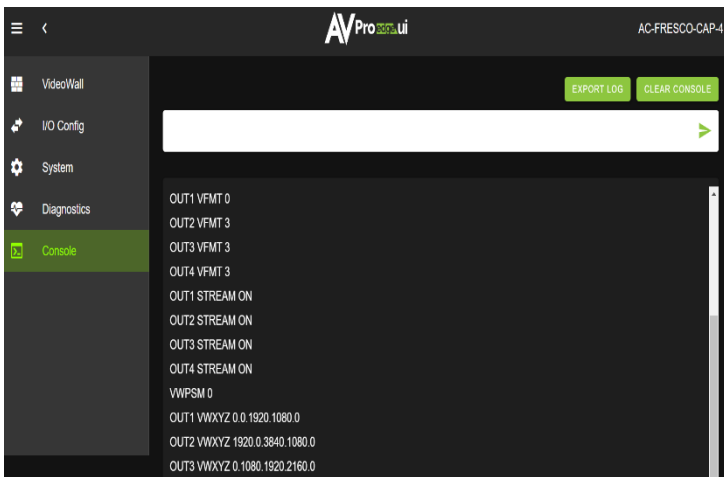 AVPro edge.ui
AC-FRESCO-CAP-4
VideoWall
I/O Config
System
Diagnostics
Console
EXPORT LOG
CLEAR CONSOLE
OUT1 VFMT 0
OUT2 VFMT 3
OUT3 VFMT 3
OUT4 VFMT 3
OUT1 STREAM ON
OUT2 STREAM ON
OUT3 STREAM ON
OUT4 STREAM ON
VWPSM 0
OUT1 VWXYZ 0.0.1920.1080.0
OUT2 VWXYZ 1920.0.3840.1080.0
OUT3 VWXYZ 0.1080.1920.2160.0